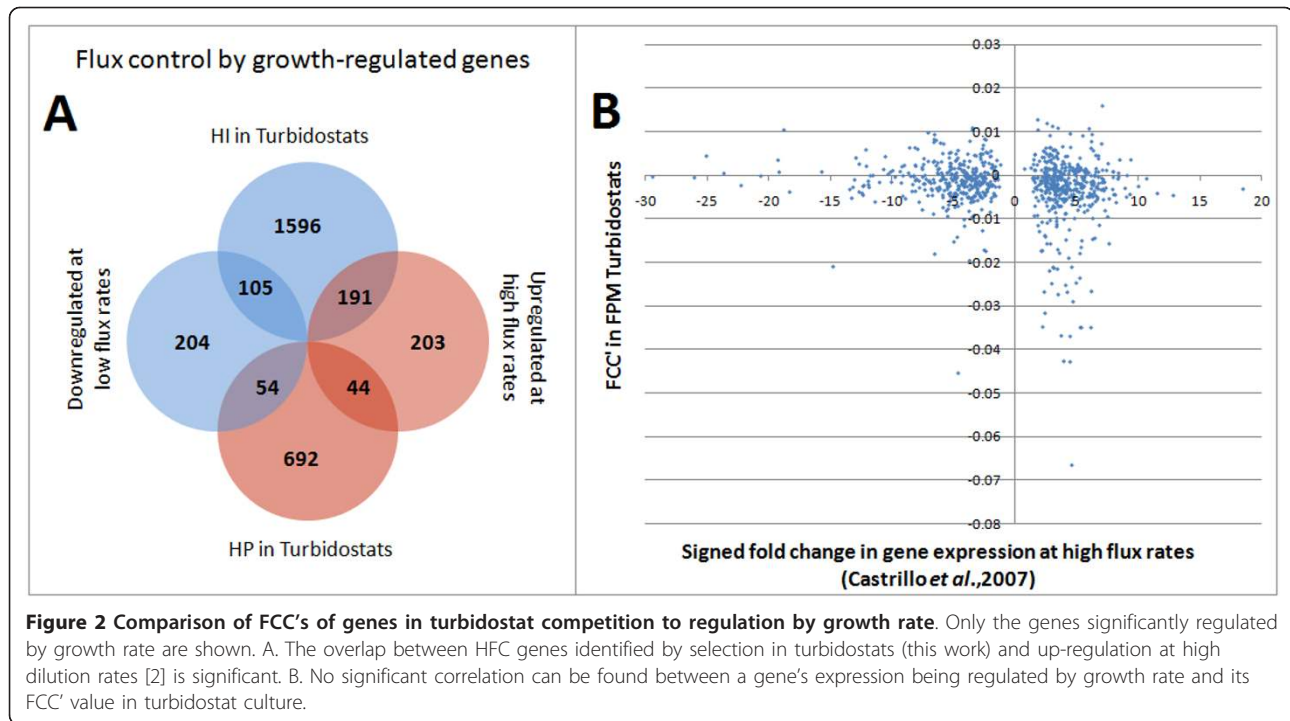 Flux control by growth-regulated genes
A
HI in Turbidostats
1596
105
191
Downregulated at
low flux rates
204
203
Upregulated at
high flux rates
54
44
692
HP in Turbidostats
B
FCC' in FPM Turbidostats
0.03
0.02
0.01
0
-0.01
-0.02
-0.03
-0.04
-0.05
-0.06
-0.07
-0.08
-30 -25 -20 -15 -10 -5 0 5 10 15 20
Signed fold change in gene expression at high flux rates
(Castrillo et al.,2007)
Figure 2 Comparison of FCC's of genes in turbidostat competition to regulation by growth rate. Only the genes significantly regulated
by growth rate are shown. A. The overlap between HFC genes identified by selection in turbidostats (this work) and up-regulation at high
dilution rates [2] is significant. B. No significant correlation can be found between a gene's expression being regulated by growth rate and its
FCC' value in turbidostat culture.